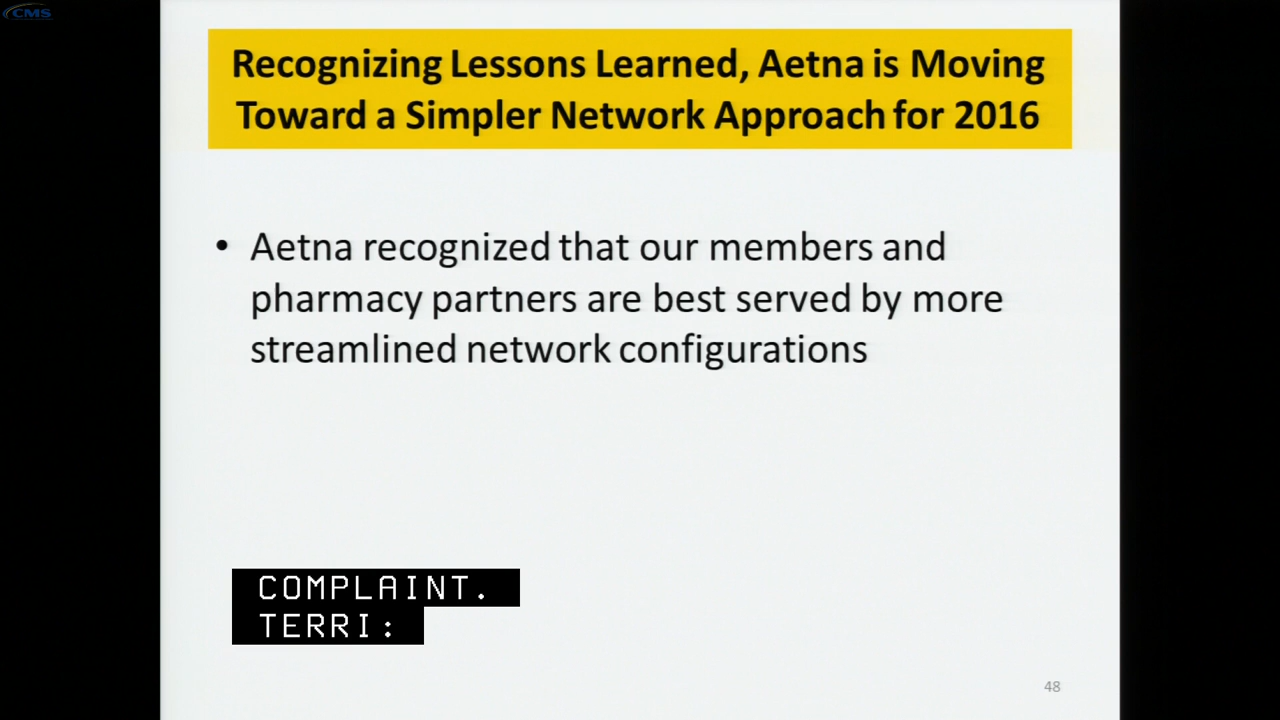 CMS
Recognizing Lessons Learned, Aetna is Moving
Toward a Simpler Network Approach for 2016
• Aetna recognized that our members and
pharmacy partners are best served by more
streamlined network configurations
COMPLAINT.
TERRI:
48